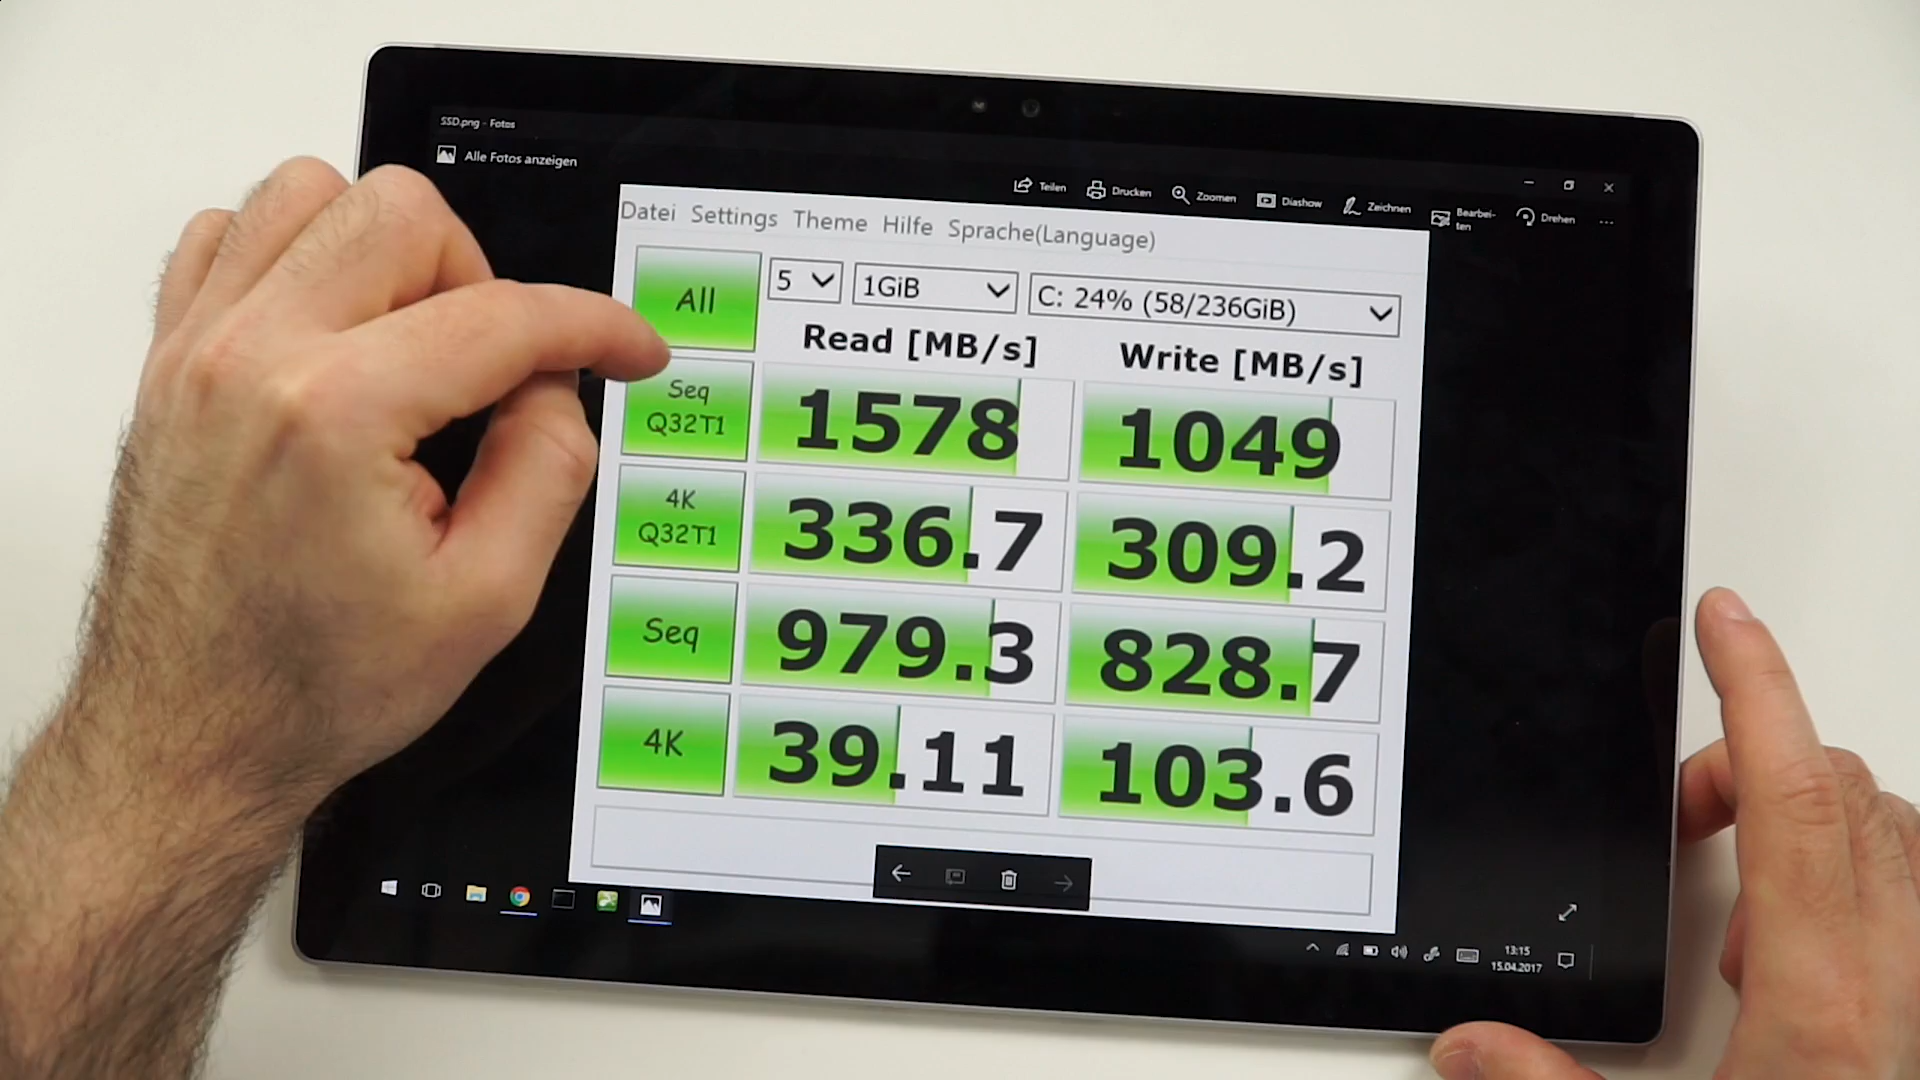 SSD.png - Fotos
Alle Fotos anzeigen
Teilen Drucken Zoomen Diashow Zeichnen Bearbei-
ten Drehen ...
Datei Settings Theme Hilfe Sprache(Language)
All 5 1GiB C: 24% (58/236GiB)
Read [MB/s] Write [MB/s]
Seq
Q32T1 1578 1049
4K
Q32T1 336.7 309.2
Seq 979.3 828.7
4K 39.11 103.6
13:15
15.04.2017